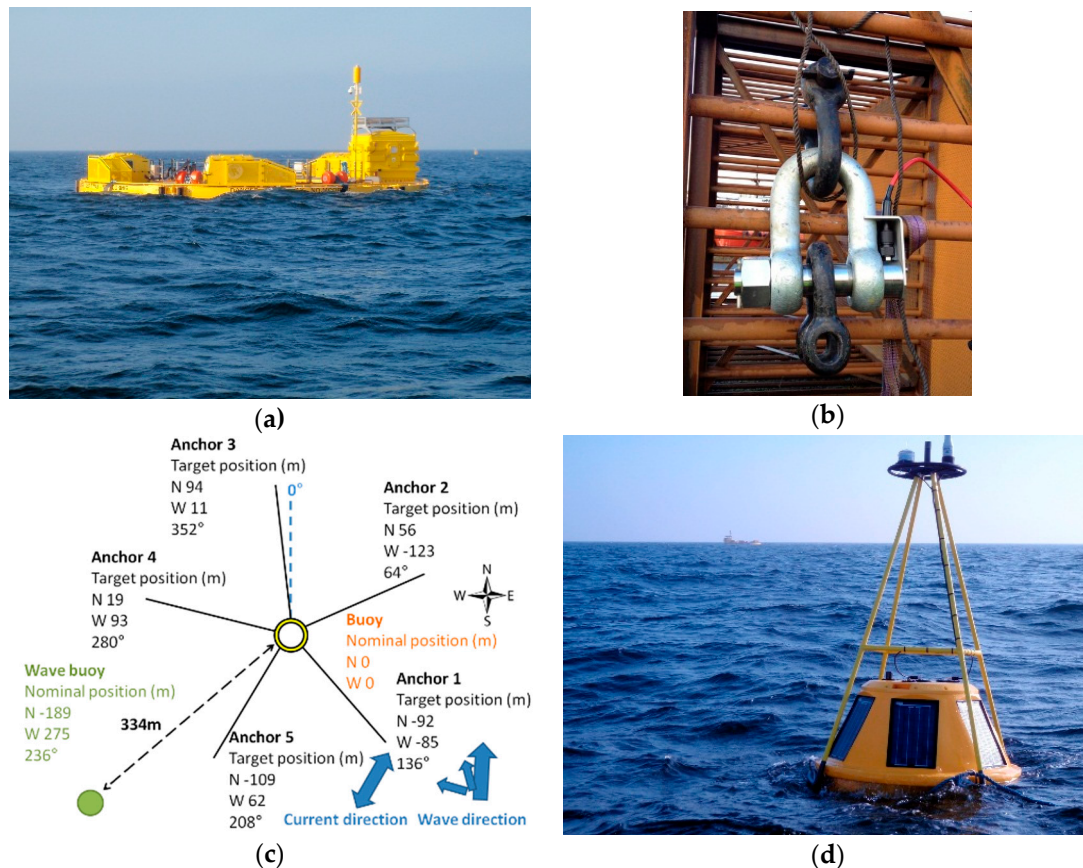 (a)
(b)
Anchor 3
Target position (m)
N 94
W 11
352°
0°
Anchor 2
Target position (m)
N 56
W -123
64°
Anchor 4
Target position (m)
N 19
W 93
280°
N
W E
S
Buoy
Nominal position (m)
N 0
W 0
Wave buoy
Nominal position (m)
N -189
W 275
236°
334m
Anchor 1
Target position (m)
N -92
W -85
136°
Anchor 5
Target position (m)
N -109
W 62
208°
Current direction
Wave direction
(c)
(d)